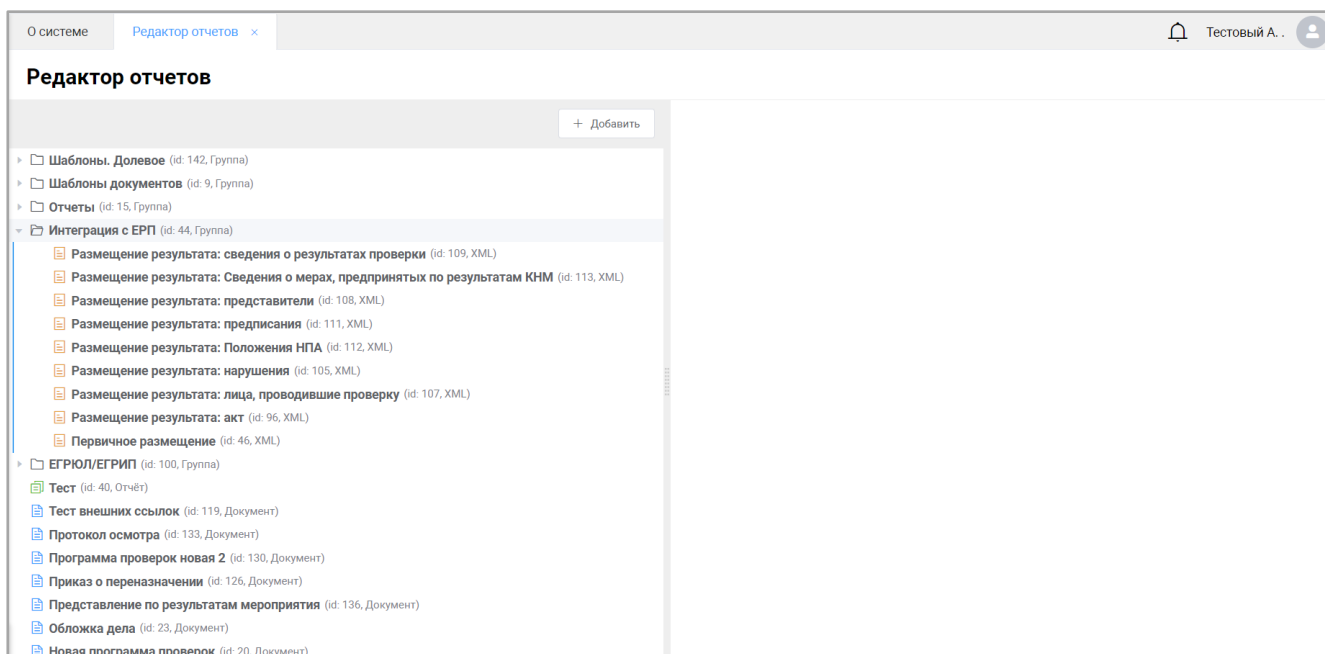 О системе Редактор отчетов × Тестовый А. .
Редактор отчетов
+ Добавить
Шаблоны. Долевое (id: 142, Группа)
Шаблоны документов (id: 9, Группа)
Отчеты (id: 15, Группа)
Интеграция с ЕРП (id: 44, Группа)
Размещение результата: сведения о результатах проверки (id: 109, XML)
Размещение результата: Сведения о мерах, предпринятых по результатам КНМ (id: 113, XML)
Размещение результата: представители (id: 108, XML)
Размещение результата: предписания (id: 111, XML)
Размещение результата: Положения НПА (id: 112, XML)
Размещение результата: нарушения (id: 105, XML)
Размещение результата: лица, проводившие проверку (id: 107, XML)
Размещение результата: акт (id: 96, XML)
Первичное размещение (id: 46, XML)
ЕГРЮЛ/ЕГРИП (id: 100, Группа)
Тест (id: 40, Отчёт)
Тест внешних ссылок (id: 119, Документ)
Протокол осмотра (id: 133, Документ)
Программа проверок новая 2 (id: 130, Документ)
Приказ о переназначении (id: 126, Документ)
Представление по результатам мероприятия (id: 136, Документ)
Обложка дела (id: 23, Документ)
Новая программа проверок (id: 20, Документ)